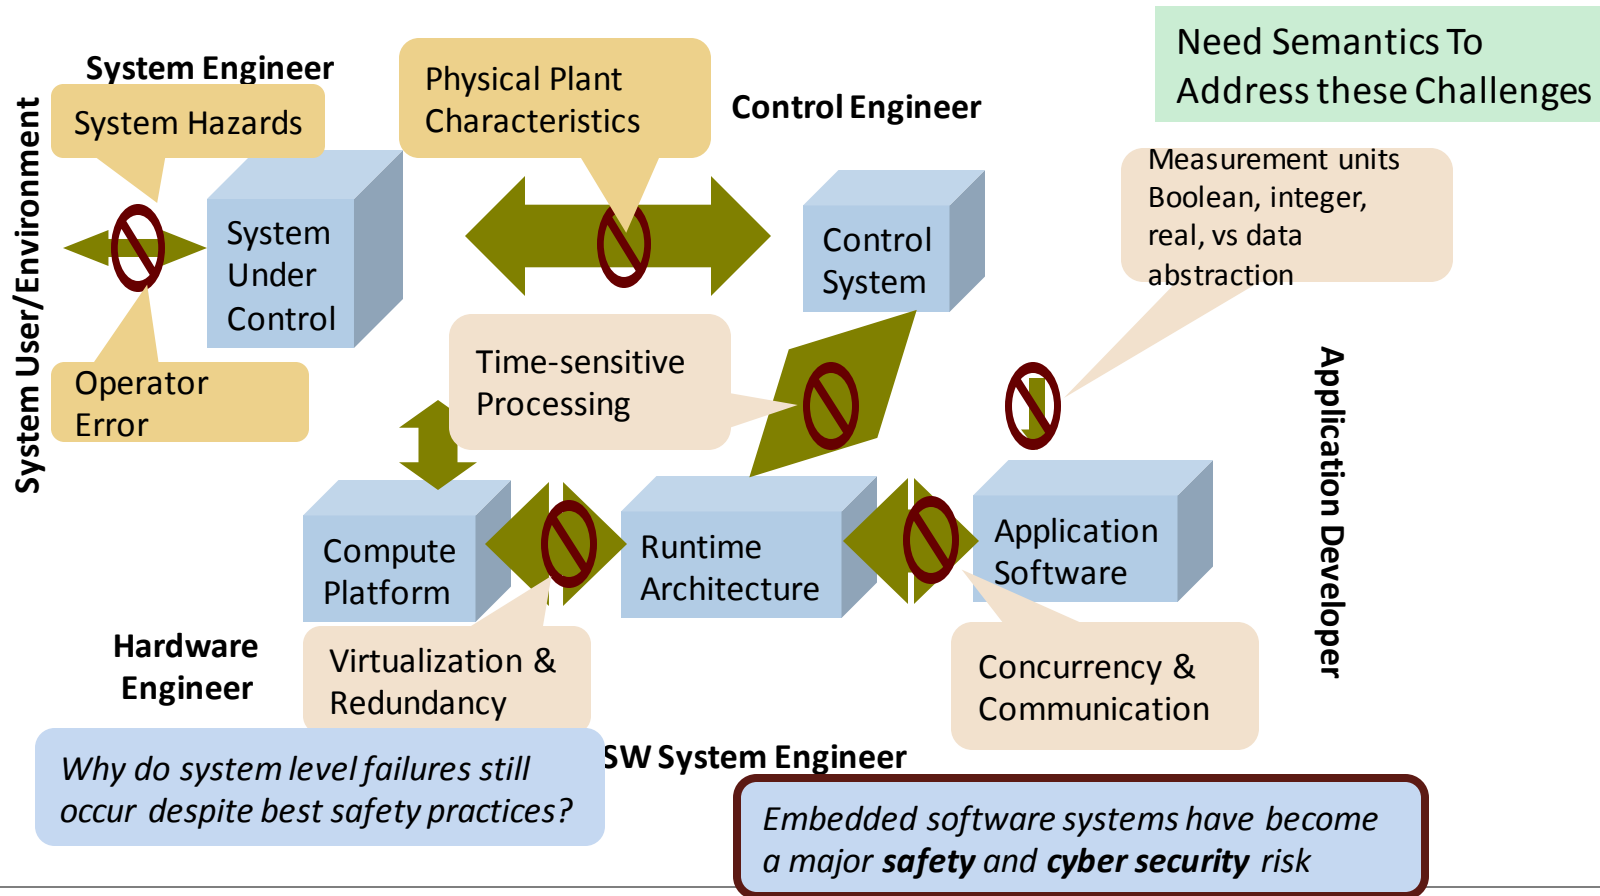 Need Semantics To
Address these Challenges
System Engineer
System Hazards
Physical Plant
Characteristics
Control Engineer
Measurement units
Boolean, integer,
real, vs data
abstraction
System User/Environment
System
Under
Control
Control
System
Operator
Error
Time-sensitive
Processing
Application Developer
Compute
Platform
Runtime
Architecture
Application
Software
Hardware
Engineer
Virtualization &
Redundancy
Concurrency &
Communication
SW System Engineer
Why do system level failures still
occur despite best safety practices?
Embedded software systems have become
a major safety and cyber security risk